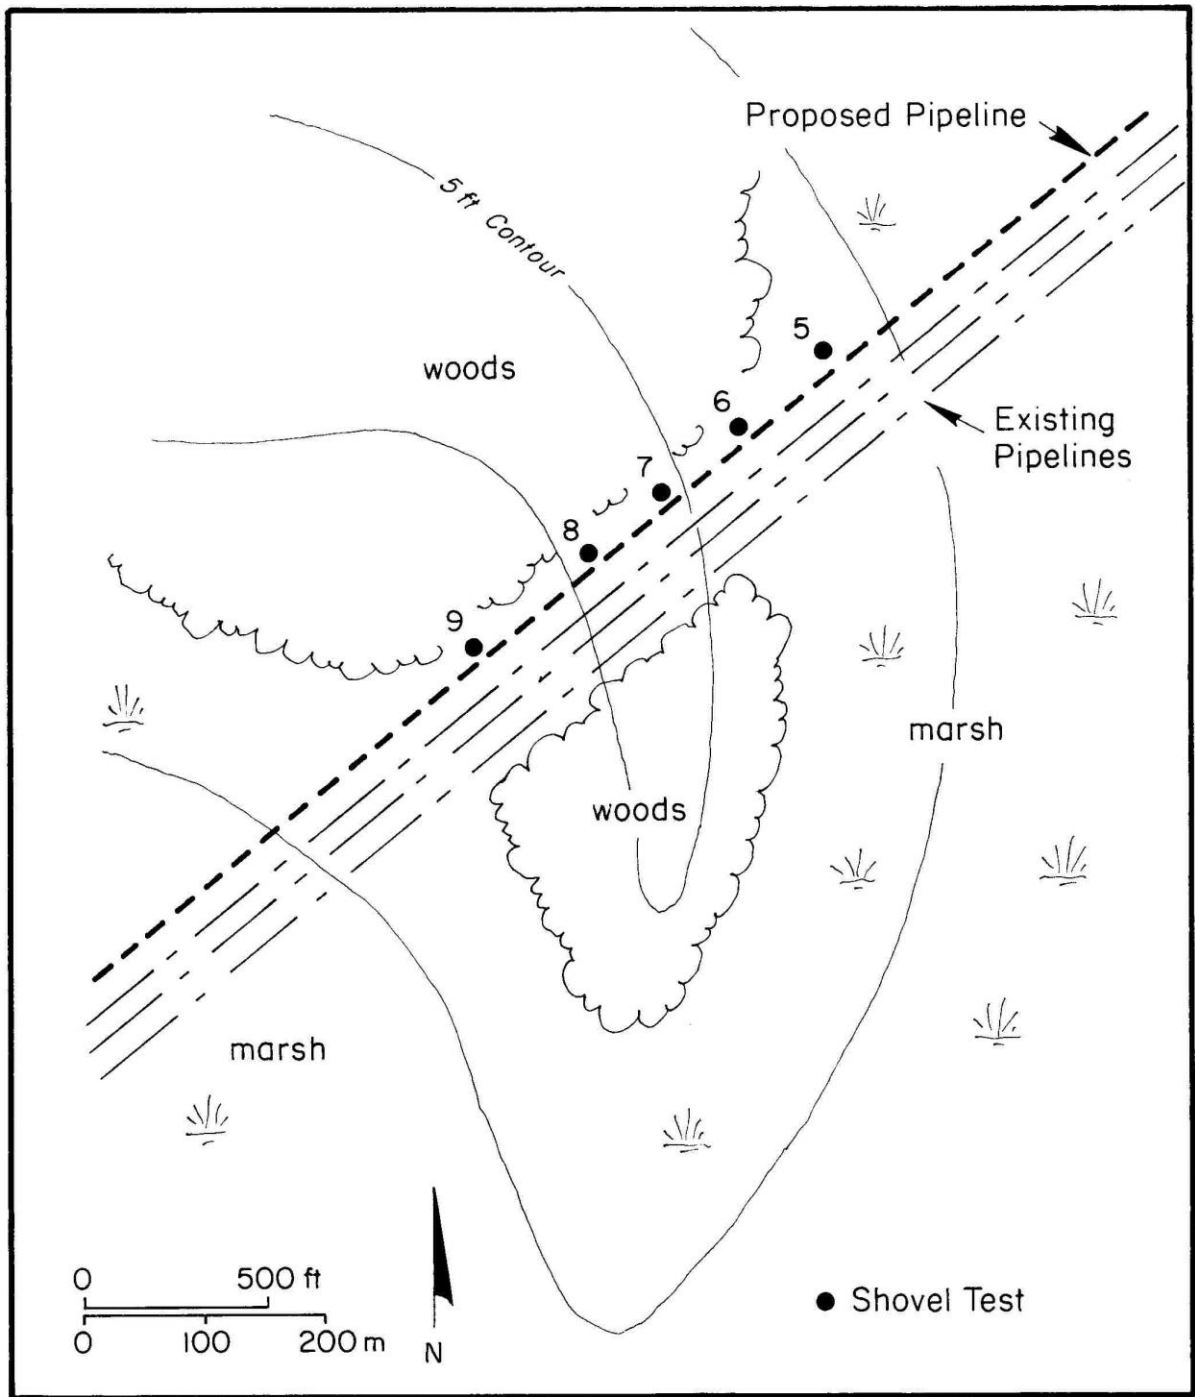 Proposed Pipeline
5 ft Contour
5
woods
6
Existing
Pipelines
7
8
9
marsh
woods
marsh
0 500 ft
0 100 200 m
N
Shovel Test